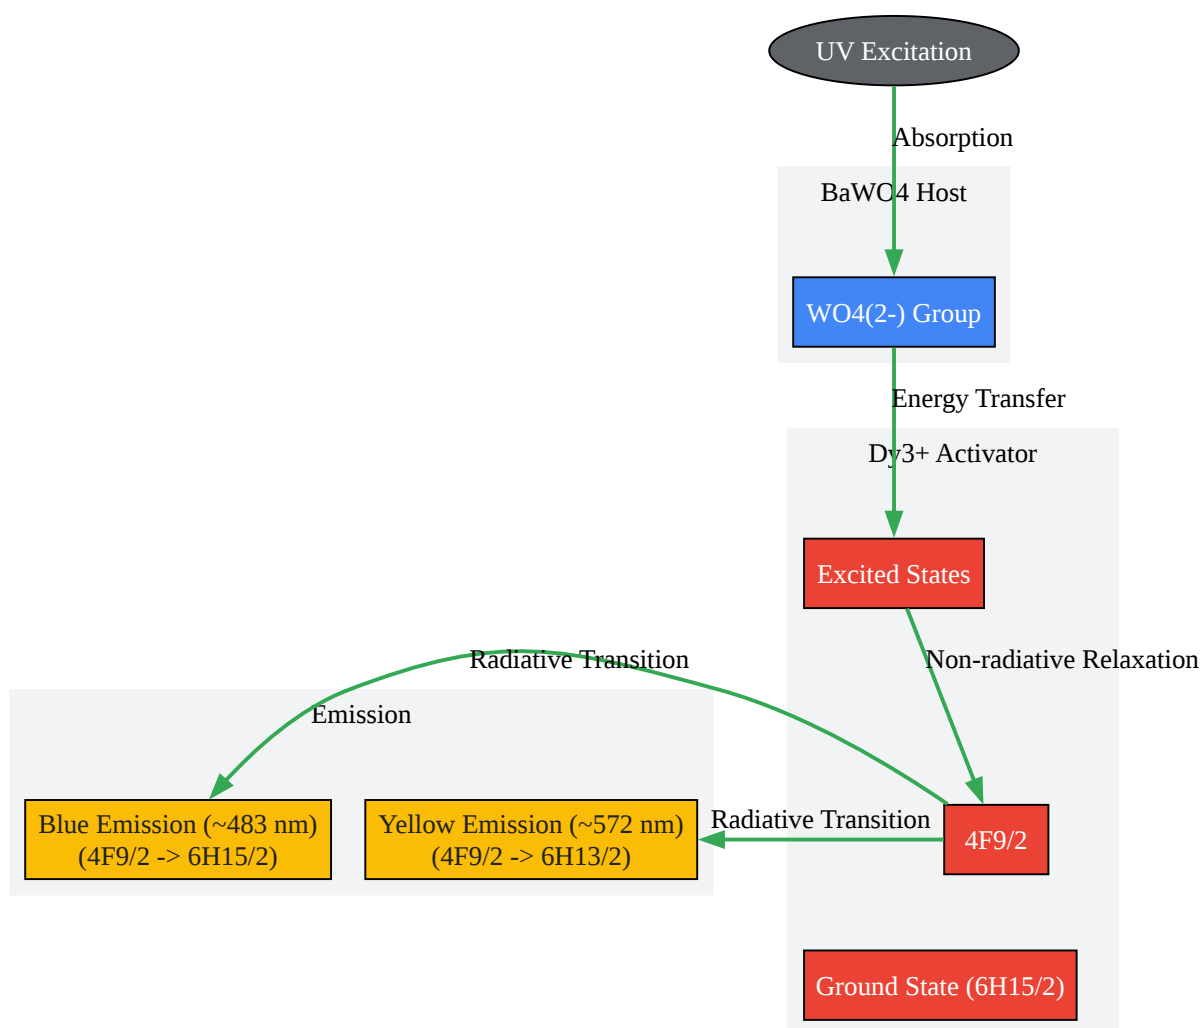 UV Excitation
Absorption
BaWO4 Host
WO4(2-) Group
Energy Transfer
Dy3+ Activator
Excited States
Radiative Transition
Non-radiative Relaxation
Emission
Blue Emission (~483 nm)
(4F9/2 -> 6H15/2)
Yellow Emission (~572 nm)
(4F9/2 -> 6H13/2)
Radiative Transition
4F9/2
Ground State (6H15/2)